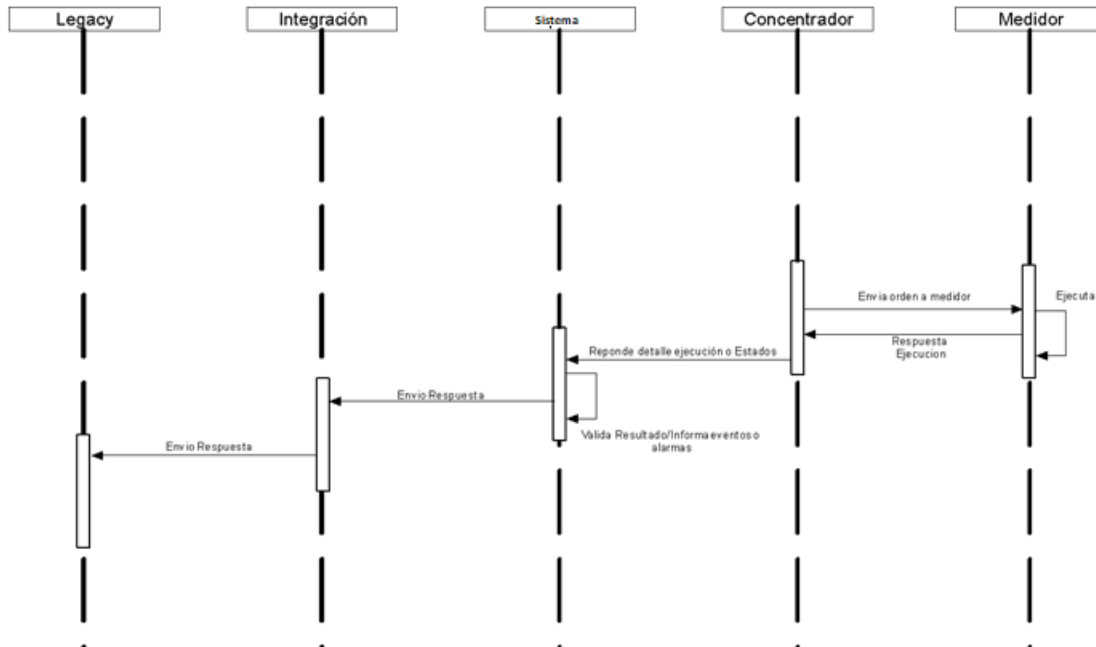 Legacy
Integración
Sistema
Concentrador
Medidor
Envia orden a medidor
Ejecuta
Respuesta
Ejecucion
Reponde detalle ejecución o Estados
Envio Respuesta
Valida Resultado/Informa eventos o
alarmas
Envio Respuesta